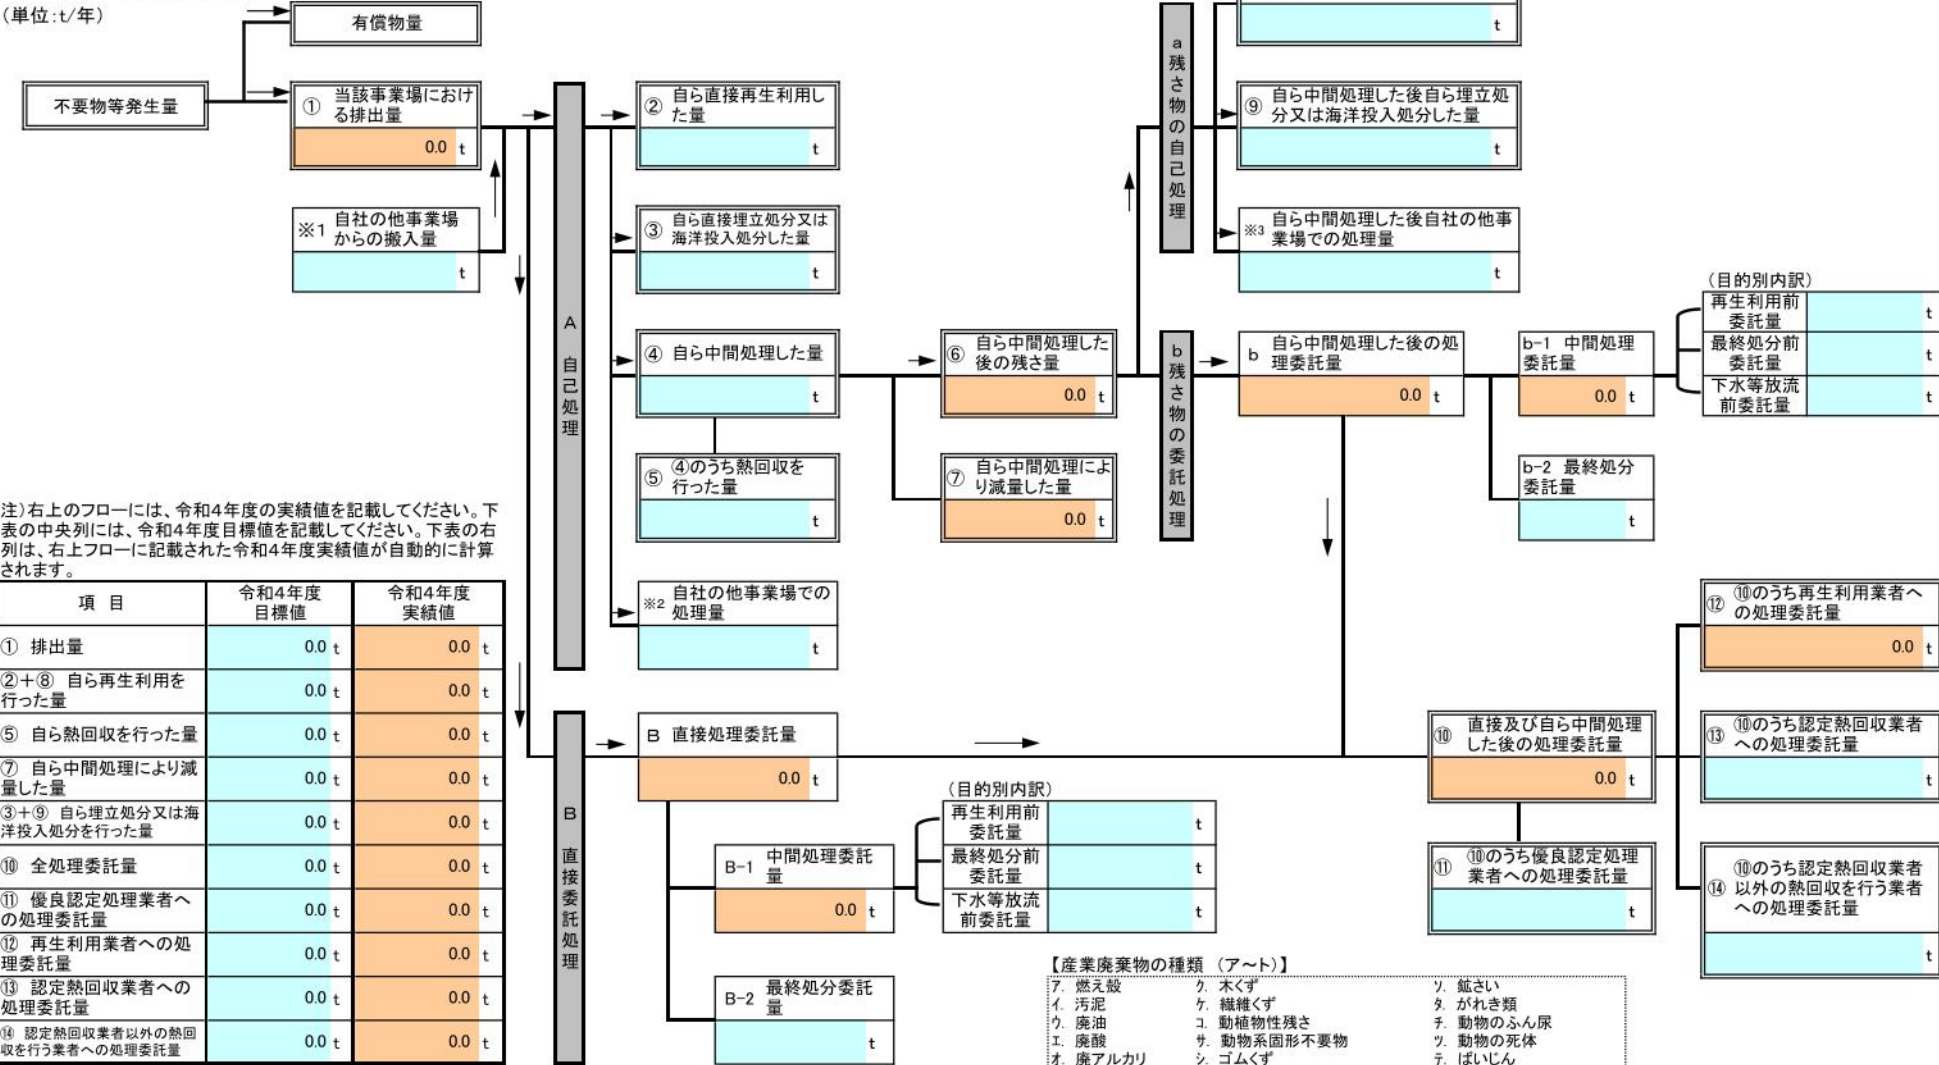 (単位:t/年)
有償物量
t
不要物等発生量
① 当該事業場におけ
る排出量
0.0 t
② 自ら直接再生利用し
た量
t
⑨ 自ら中間処理した後自ら埋立処
分又は海洋投入処分した量
t
a 残さ物の自己処理
※1 自社の他事業場
からの搬入量
t
③ 自ら直接埋立処分又は
海洋投入処分した量
t
※3 自ら中間処理した後自社の他事
業場での処理量
t
A 自己処理
④ 自ら中間処理した量
t
⑥ 自ら中間処理した
後の残さ量
0.0 t
b 残さ物の委託処理
b 自ら中間処理した後の処
理委託量
0.0 t
b-1 中間処理
委託量
0.0 t
(目的別内訳)
再生利用前
委託量
t
最終処分前
委託量
t
下水等放流
前委託量
t
⑤ ④のうち熱回収を
行った量
t
⑦ 自ら中間処理によ
り減量した量
0.0 t
b-2 最終処分
委託量
t
注)右上のフローには、令和4年度の実績値を記載してください。下
表の中央列には、令和4年度目標値を記載してください。下表の右
列は、右上フローに記載された令和4年度実績値が自動的に計算
されます。
項 目
令和4年度
目標値
令和4年度
実績値
① 排出量
0.0 t
0.0 t
②+⑧ 自ら再生利用を
行った量
0.0 t
0.0 t
⑤ 自ら熱回収を行った量
0.0 t
0.0 t
⑦ 自ら中間処理により減
量した量
0.0 t
0.0 t
③+⑨ 自ら埋立処分又は海
洋投入処分を行った量
0.0 t
0.0 t
⑩ 全処理委託量
0.0 t
0.0 t
⑪ 優良認定処理業者へ
の処理委託量
0.0 t
0.0 t
⑫ 再生利用業者への処
理委託量
0.0 t
0.0 t
⑬ 認定熱回収業者への
処理委託量
0.0 t
0.0 t
⑭ 認定熱回収業者以外の熱回
収を行う業者への処理委託量
0.0 t
0.0 t
※2 自社の他事業場での
処理量
t
B 直接委託処理
B 直接処理委託量
0.0 t
B-1 中間処理委託
量
0.0 t
(目的別内訳)
再生利用前
委託量
t
最終処分前
委託量
t
下水等放流
前委託量
t
B-2 最終処分委託
量
t
⑩ 直接及び自ら中間処理
した後の処理委託量
0.0 t
⑪ ⑩のうち優良認定処理
業者への処理委託量
t
⑫ ⑩のうち再生利用業者へ
の処理委託量
0.0 t
⑬ ⑩のうち認定熱回収業者
への処理委託量
t
⑭ ⑩のうち認定熱回収業者
以外の熱回収を行う業者
への処理委託量
t
【産業廃棄物の種類 (ア~ト)】
ア. 燃え殻 ク. 木くず ソ. 鉱さい
イ. 汚泥 ケ. 繊維くず タ. がれき類
ウ. 廃油 コ. 動植物性残さ チ. 動物のふん尿
エ. 廃酸 サ. 動物系固形不要物 ツ. 動物の死体
オ. 廃アルカリ シ. ゴムくず テ. ばいじん